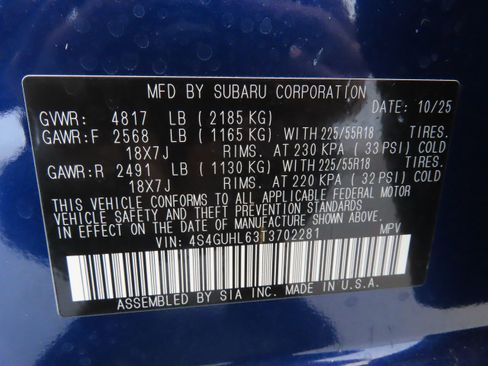 MFD BY SUBARU CORPORATION
DATE: 10/25
GVWR: 4817 LB (2185 KG)
GAWR:F 2568 LB (1165 KG) WITH 225/55R18 TIRES.
18X7J RIMS. AT 230 KPA (33 PSI) COLD
GAWR:R 2491 LB (1130 KG) WITH 225/55R18 TIRES.
18X7J RIMS. AT 220 KPA (32 PSI) COLD
THIS VEHICLE CONFORMS TO ALL APPLICABLE FEDERAL MOTOR
VEHICLE SAFETY AND THEFT PREVENTION STANDARDS
IN EFFECT ON THE DATE OF MANUFACTURE SHOWN ABOVE.
VIN: 4S4GUHL63T3702281 MPV
ASSEMBLED BY SIA INC. MADE IN U.S.A.